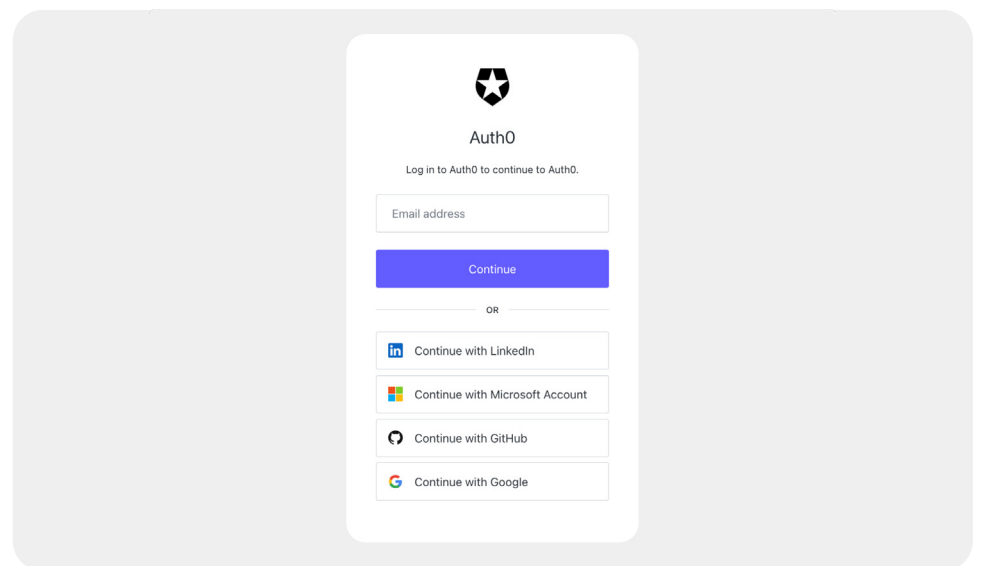 Auth0
Log in to Auth0 to continue to Auth0.
Email address
Continue
OR
in
Continue with LinkedIn
Continue with Microsoft Account
Continue with GitHub
G
Continue with Google